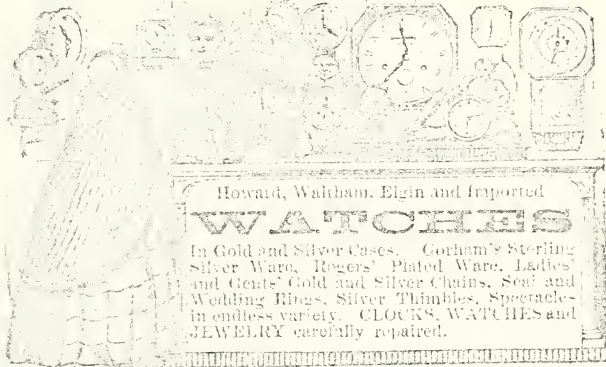 Howard, Waltham, Elgin and Imported
WATCHES
In Gold and Silver Cases. Gorham's Sterling
Silver Ware, Rogers' Plated Ware. Ladies'
and Gents' Gold and Silver Chains. Seal and
Wedding Rings, Silver Thimbles, Spectacles
in endless variety. CLOCKS, WATCHES and
JEWELRY carefully repaired.